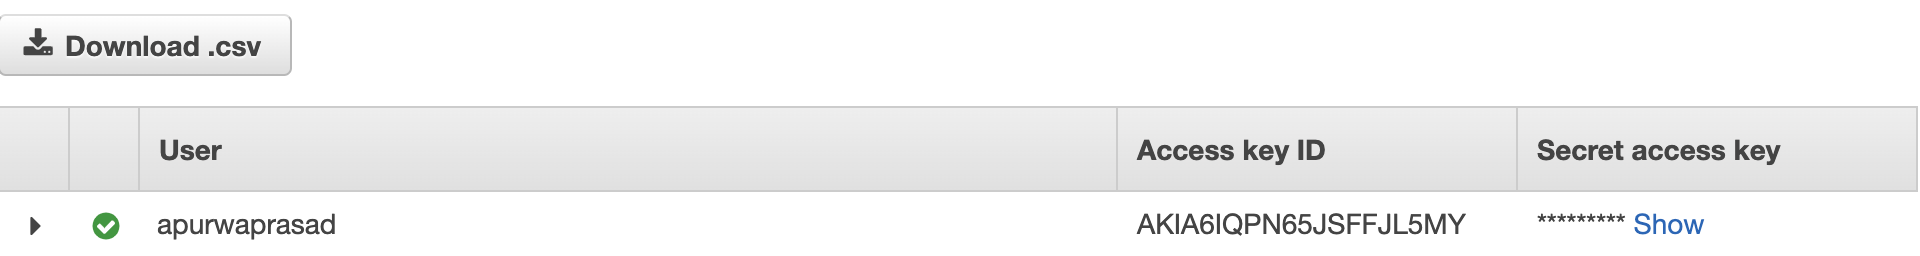 Download .csv
User Access key ID Secret access key
apurwaprasad AKIA6IQPN65JSFFJL5MY ********* Show